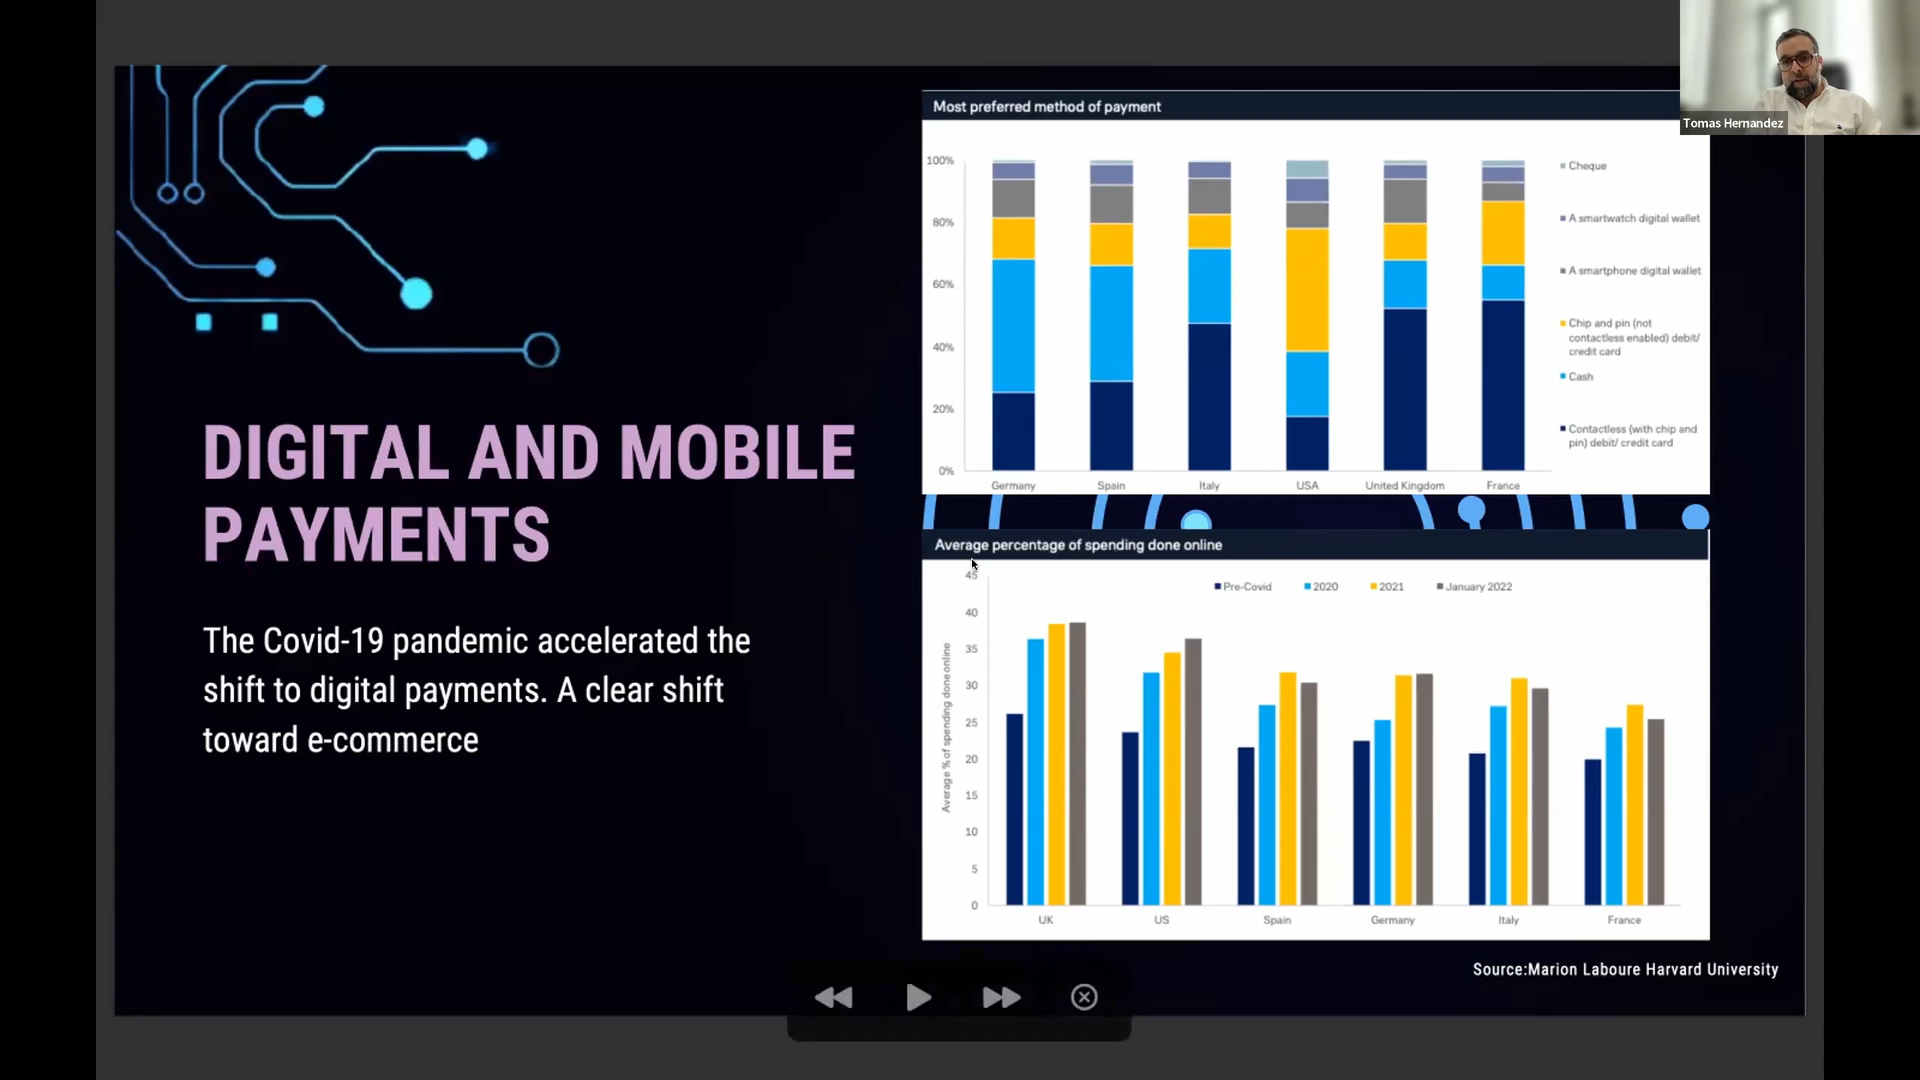 Tomas Hernandez
DIGITAL AND MOBILE
PAYMENTS
The Covid-19 pandemic accelerated the
shift to digital payments. A clear shift
toward e-commerce
Most preferred method of payment
100%
80%
60%
40%
20%
0%
Germany
Spain
Italy
USA
United Kingdom
France
Cheque
A smartwatch digital wallet
A smartphone digital wallet
Chip and pin (not
contactless enabled) debit/
credit card
Cash
Contactless (with chip and
pin) debit/ credit card
Average percentage of spending done online
Pre-Covid
2020
2021
January 2022
Average % of spending done online
45
40
35
30
25
20
15
10
5
0
UK
US
Spain
Germany
Italy
France
Source:Marion Laboure Harvard University